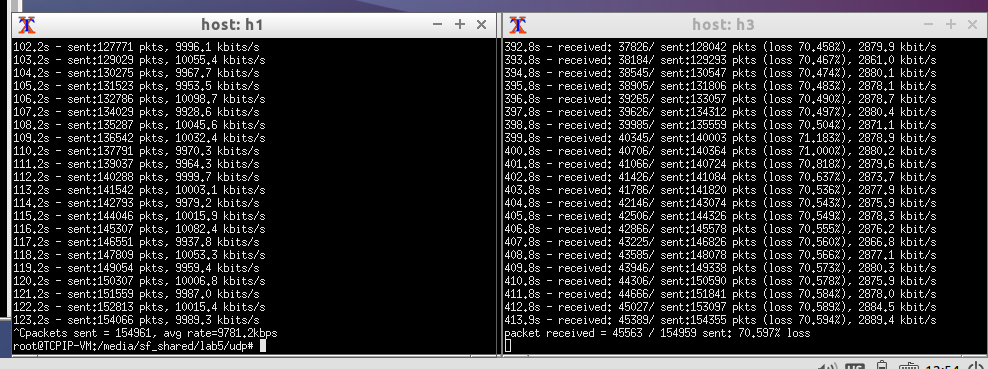 host: h1
102.2s - sent:127771 pkts, 9996.1 kbits/s
103.2s - sent:129029 pkts, 10055.4 kbits/s
104.2s - sent:130275 pkts, 9967.7 kbits/s
105.2s - sent:131523 pkts, 9953.5 kbits/s
106.2s - sent:132786 pkts, 10098.7 kbits/s
107.2s - sent:134029 pkts, 9928.6 kbits/s
108.2s - sent:135287 pkts, 10045.6 kbits/s
109.2s - sent:136542 pkts, 10032.4 kbits/s
110.2s - sent:137791 pkts, 9970.3 kbits/s
111.2s - sent:139037 pkts, 9964.3 kbits/s
112.2s - sent:140288 pkts, 9999.7 kbits/s
113.2s - sent:141542 pkts, 10003.1 kbits/s
114.2s - sent:142793 pkts, 9979.2 kbits/s
115.2s - sent:144046 pkts, 10015.9 kbits/s
116.2s - sent:145307 pkts, 10082.4 kbits/s
117.2s - sent:146551 pkts, 9937.8 kbits/s
118.2s - sent:147809 pkts, 10053.3 kbits/s
119.2s - sent:149054 pkts, 9959.4 kbits/s
120.2s - sent:150307 pkts, 10006.8 kbits/s
121.2s - sent:151559 pkts, 9987.0 kbits/s
122.2s - sent:152813 pkts, 10015.4 kbits/s
123.2s - sent:154066 pkts, 9989.3 kbits/s
^Cpackets sent = 154961, avg rate=9781.2kbps
root@TCPIP-VM:/media/sf_shared/lab5/udp#
host: h3
392.8s - received: 37826/ sent:128042 pkts (loss 70.458%), 2879.9 kbit/s
393.8s - received: 38184/ sent:129293 pkts (loss 70.467%), 2861.0 kbit/s
394.8s - received: 38545/ sent:130547 pkts (loss 70.474%), 2880.1 kbit/s
395.8s - received: 38905/ sent:131806 pkts (loss 70.483%), 2878.1 kbit/s
396.8s - received: 39265/ sent:133057 pkts (loss 70.490%), 2878.7 kbit/s
397.8s - received: 39626/ sent:134312 pkts (loss 70.497%), 2880.4 kbit/s
398.8s - received: 39985/ sent:135559 pkts (loss 70.504%), 2871.1 kbit/s
399.8s - received: 40345/ sent:140003 pkts (loss 71.183%), 2878.9 kbit/s
400.8s - received: 40706/ sent:140364 pkts (loss 71.000%), 2880.2 kbit/s
401.8s - received: 41066/ sent:140724 pkts (loss 70.818%), 2879.6 kbit/s
402.8s - received: 41426/ sent:141084 pkts (loss 70.637%), 2873.7 kbit/s
403.8s - received: 41786/ sent:141820 pkts (loss 70.536%), 2877.9 kbit/s
404.8s - received: 42146/ sent:143074 pkts (loss 70.543%), 2875.9 kbit/s
405.8s - received: 42506/ sent:144326 pkts (loss 70.549%), 2878.3 kbit/s
406.8s - received: 42866/ sent:145578 pkts (loss 70.555%), 2876.2 kbit/s
407.8s - received: 43225/ sent:146826 pkts (loss 70.560%), 2866.8 kbit/s
408.8s - received: 43585/ sent:148078 pkts (loss 70.566%), 2877.1 kbit/s
409.8s - received: 43946/ sent:149338 pkts (loss 70.573%), 2880.3 kbit/s
410.8s - received: 44306/ sent:150590 pkts (loss 70.578%), 2875.9 kbit/s
411.8s - received: 44666/ sent:151841 pkts (loss 70.584%), 2878.0 kbit/s
412.8s - received: 45027/ sent:153097 pkts (loss 70.589%), 2884.5 kbit/s
413.9s - received: 45389/ sent:154355 pkts (loss 70.594%), 2889.4 kbit/s
packet received = 45563 / 154959 sent: 70.597% loss